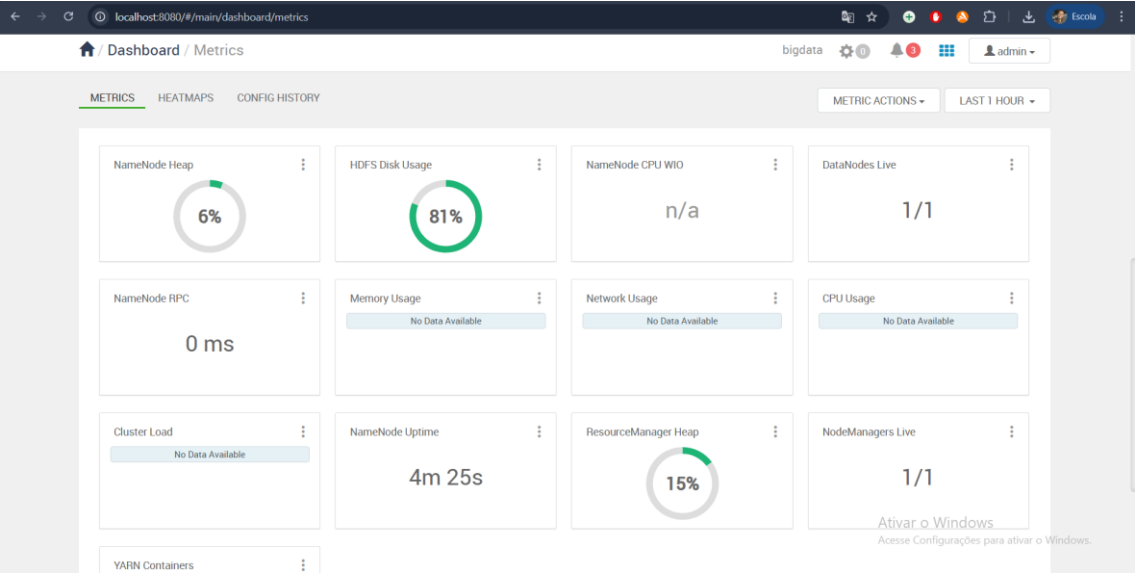 localhost:8080/#/main/dashboard/metrics
Escola
/ Dashboard / Metrics
bigdata
0
3
admin
METRICS
HEATMAPS
CONFIG HISTORY
METRIC ACTIONS
LAST 1 HOUR
NameNode Heap
6%
HDFS Disk Usage
81%
NameNode CPU WIO
n/a
DataNodes Live
1/1
NameNode RPC
0 ms
Memory Usage
No Data Available
Network Usage
No Data Available
CPU Usage
No Data Available
Cluster Load
No Data Available
NameNode Uptime
4m 25s
ResourceManager Heap
15%
NodeManagers Live
1/1
Ativar o Windows
Acesse Configurações para ativar o Windows.
YARN Containers